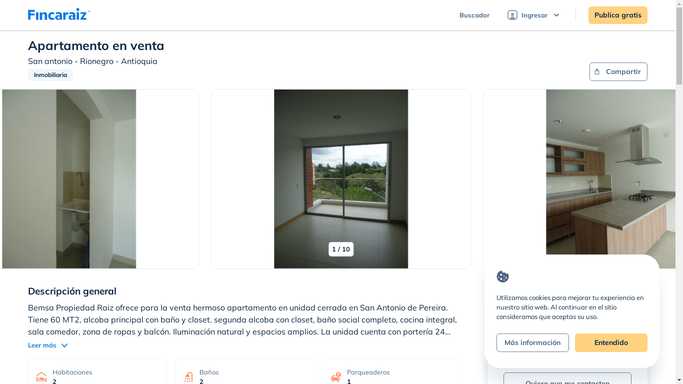 Fincaraiz
Buscador
Ingresar
Publica gratis
Apartamento en venta
San antonio - Rionegro - Antioquia
Inmobiliaria
Compartir
1 / 10
Descripción general
Bemsa Propiedad Raiz ofrece para la venta hermoso apartamento en unidad cerrada en San Antonio de Pereira.
Tiene 60 MT2, alcoba principal con baño y closet, segunda alcoba con closet, baño social completo, cocina integral,
sala comedor, zona de ropas y balcón. Iluminación natural y espacios amplios. La unidad cuenta con portería 24...
Leer más
Utilizamos cookies para mejorar tu experiencia en
nuestro sitio web. Al continuar en el sitio
consideramos que aceptas su uso.
Más información
Entendido
Habitaciones
2
Baños
2
Parqueaderos
1
Quiero que me contacten